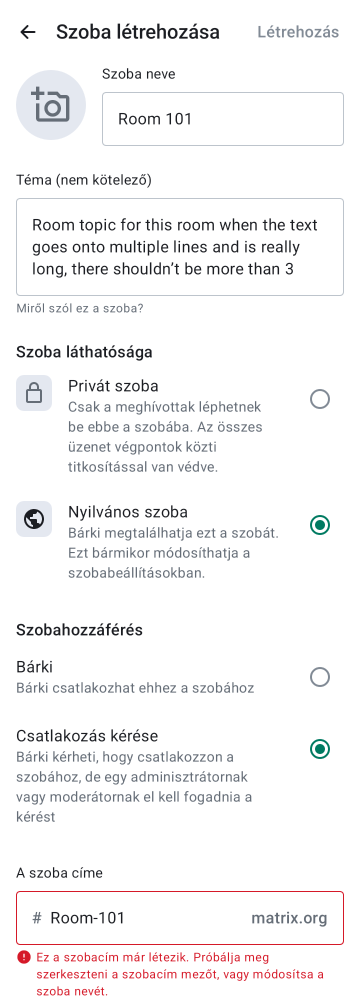 Szoba létrehozása
Létrehozás
Szoba neve
Room 101
Téma (nem kötelező)
Room topic for this room when the text
goes onto multiple lines and is really
long, there shouldn’t be more than 3
Miről szól ez a szoba?
Szoba láthatósága
Privát szoba
Csak a meghívottak léphetnek
be ebbe a szobába. Az összes
üzenet végpontok közti
titkosítással van védve.
Nyilvános szoba
Bárki megtalálhatja ezt a szobát.
Ezt bármikor módosíthatja a
szobabeállításokban.
Szobahozzáférés
Bárki
Bárki csatlakozhat ehhez a szobához
Csatlakozás kérése
Bárki kérheti, hogy csatlakozzon a
szobához, de egy adminisztrátornak
vagy moderátornak el kell fogadnia a
kérést
A szoba címe
# Room-101 matrix.org
Ez a szobacím már létezik. Próbálja meg
szerkeszteni a szobacím mezőt, vagy módosítsa a
szoba nevét.